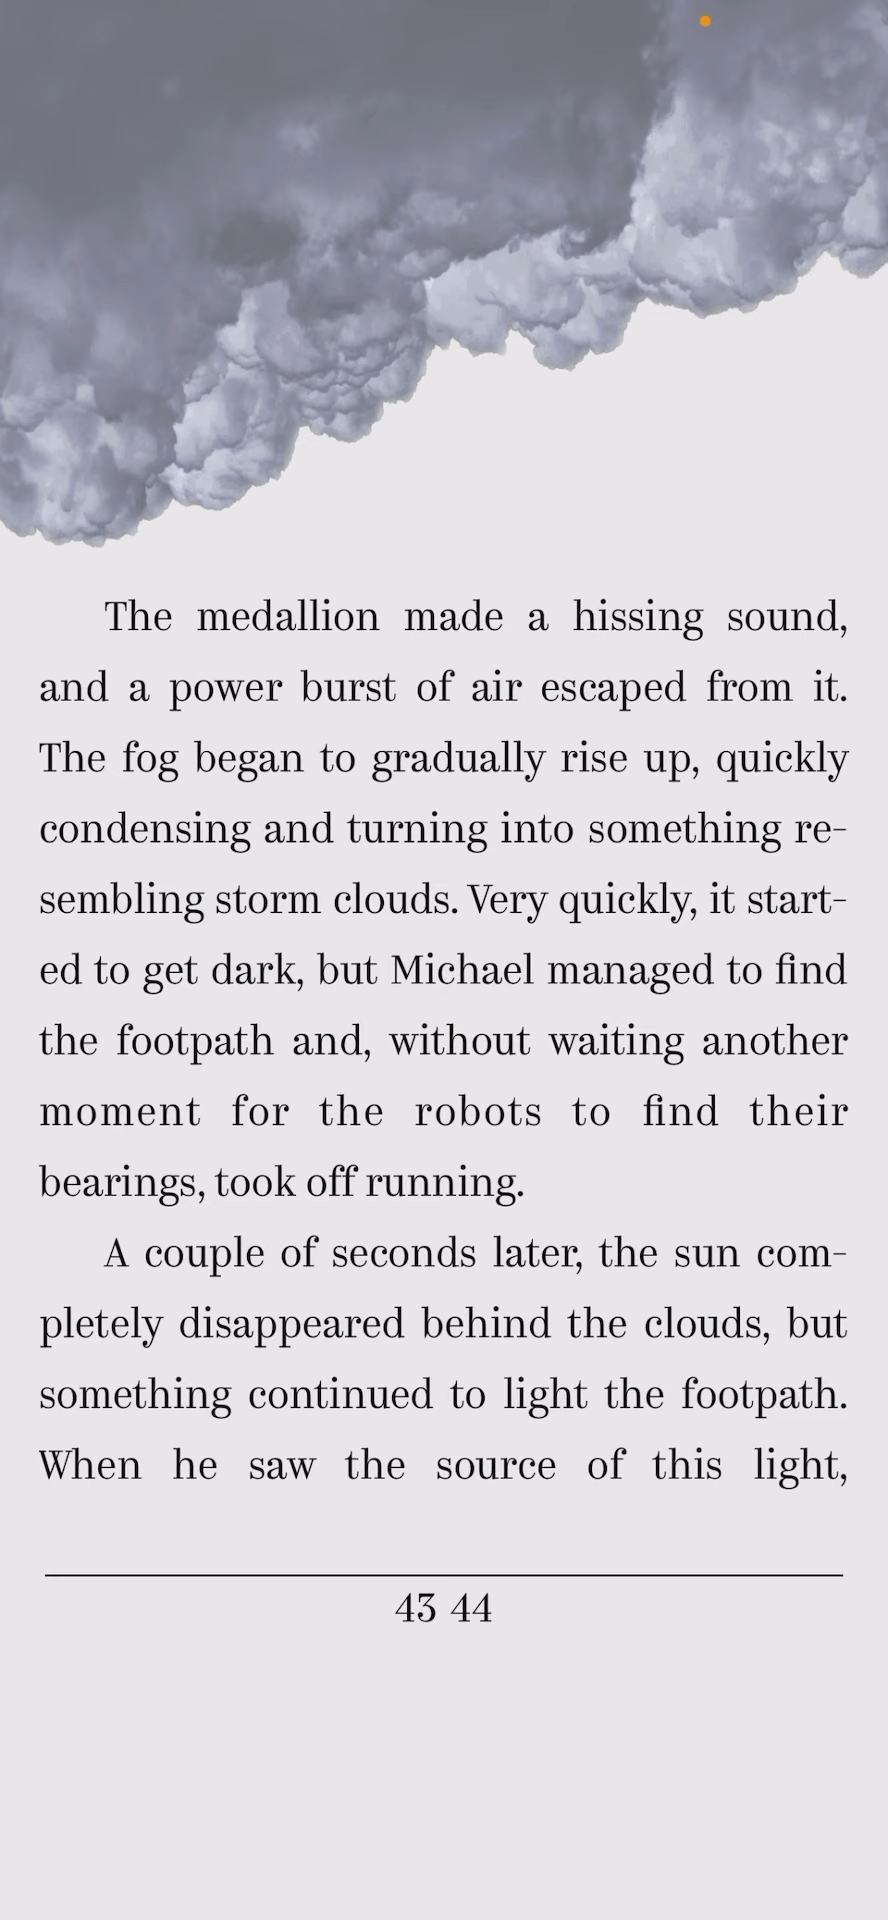 The medallion made a hissing sound,
and a power burst of air escaped from it.
The fog began to gradually rise up, quickly
condensing and turning into something re-
sembling storm clouds. Very quickly, it start-
ed to get dark, but Michael managed to find
the footpath and, without waiting another
moment for the robots to find their
bearings, took off running.
A couple of seconds later, the sun com-
pletely disappeared behind the clouds, but
something continued to light the footpath.
When he saw the source of this light,
43 44